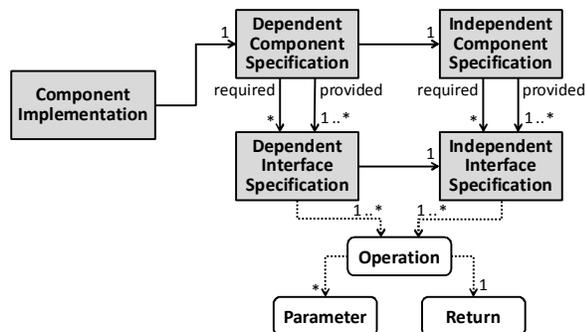 Dependent
Component
Specification
Independent
Component
Specification
1
1
Component
Implementation
required
provided
required
provided
*
1..*
*
1..*
Dependent
Interface
Specification
1
Independent
Interface
Specification
1..*
1..*
Operation
*
1
Parameter
Return